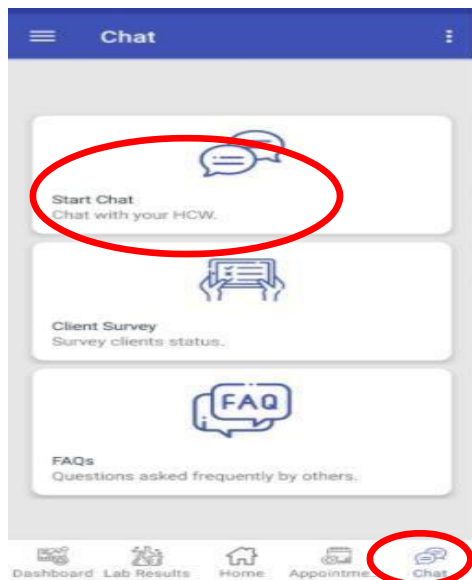 Chat
Start Chat
Chat with your HCW.
Client Survey
Survey clients status.
FAQ
FAQs
Questions asked frequently by others.
Dashboard Lab Results Home Appointme.. Chat